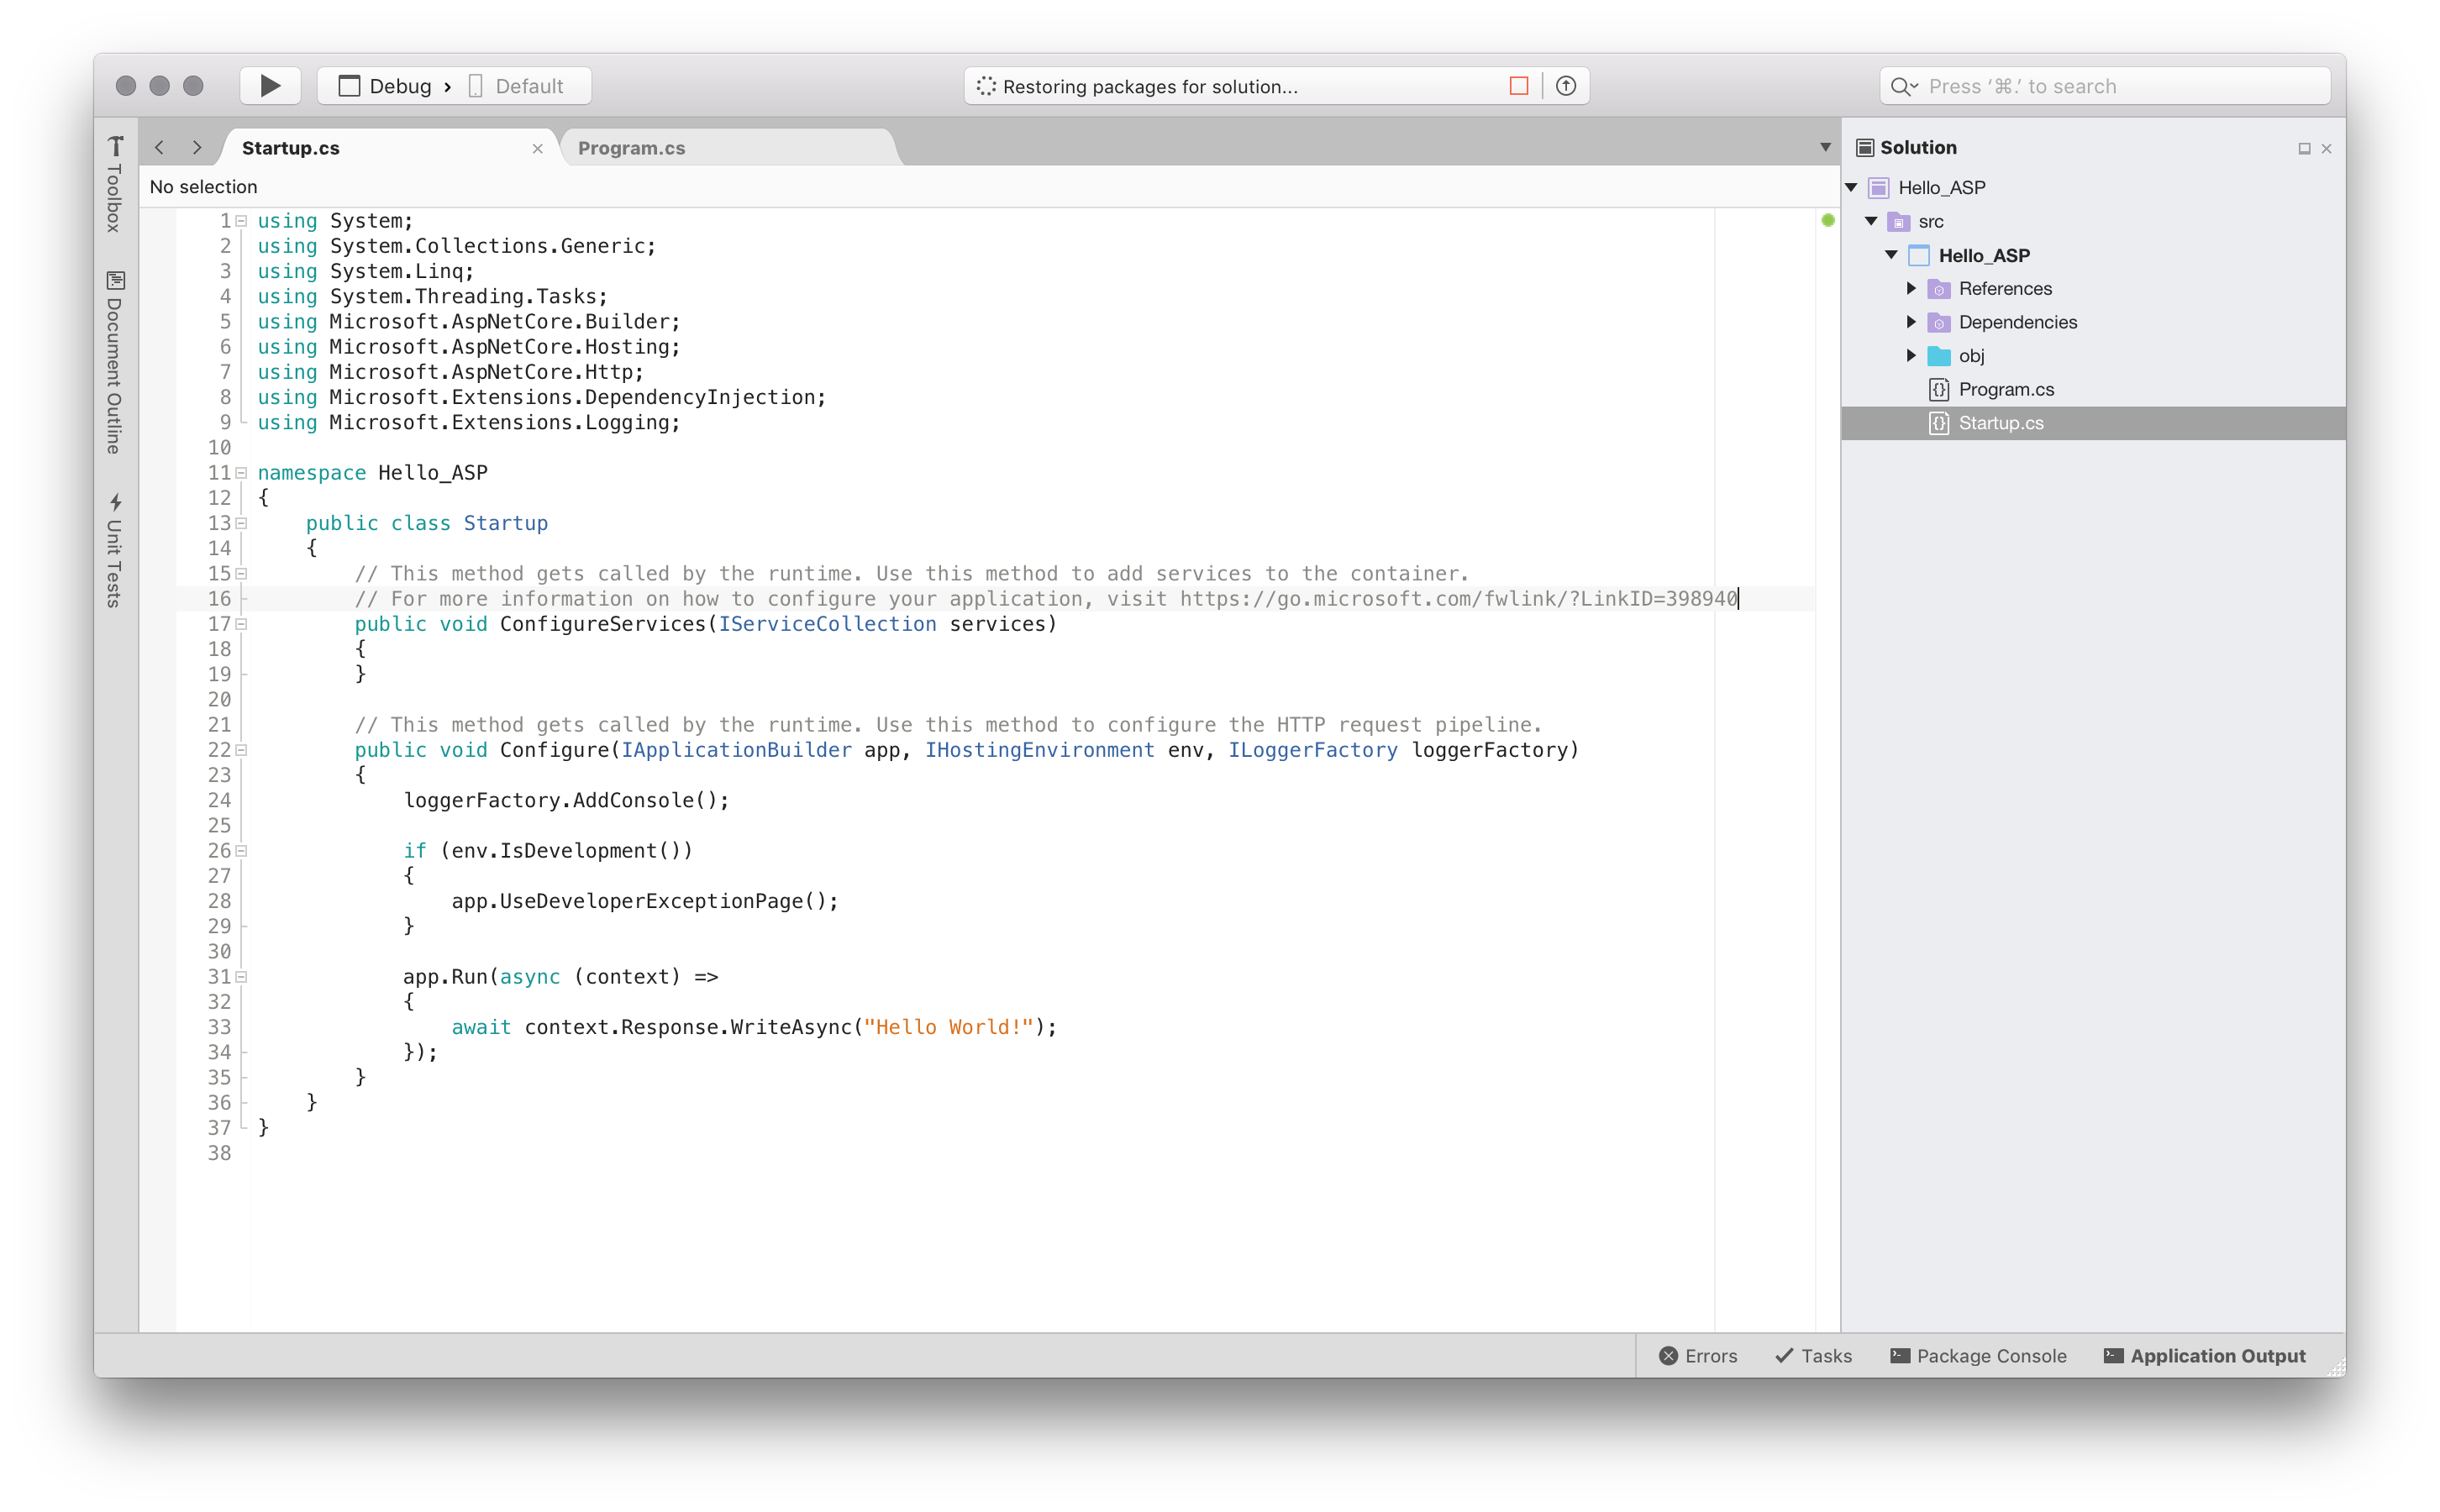 Debug › Default
Restoring packages for solution...
Press ‘⌘.’ to search
Toolbox
Document Outline
Unit Tests
Startup.cs
Program.cs
No selection
1 using System;
2 using System.Collections.Generic;
3 using System.Linq;
4 using System.Threading.Tasks;
5 using Microsoft.AspNetCore.Builder;
6 using Microsoft.AspNetCore.Hosting;
7 using Microsoft.AspNetCore.Http;
8 using Microsoft.Extensions.DependencyInjection;
9 using Microsoft.Extensions.Logging;
10
11 namespace Hello_ASP
12 {
13     public class Startup
14     {
15         // This method gets called by the runtime. Use this method to add services to the container.
16         // For more information on how to configure your application, visit https://go.microsoft.com/fwlink/?LinkID=398940
17         public void ConfigureServices(IServiceCollection services)
18         {
19         }
20
21         // This method gets called by the runtime. Use this method to configure the HTTP request pipeline.
22         public void Configure(IApplicationBuilder app, IHostingEnvironment env, ILoggerFactory loggerFactory)
23         {
24             loggerFactory.AddConsole();
25
26             if (env.IsDevelopment())
27             {
28                 app.UseDeveloperExceptionPage();
29             }
30
31             app.Run(async (context) =>
32             {
33                 await context.Response.WriteAsync("Hello World!");
34             });
35         }
36     }
37 }
38
Solution
Hello_ASP
src
Hello_ASP
References
Dependencies
obj
Program.cs
Startup.cs
Errors
Tasks
Package Console
Application Output